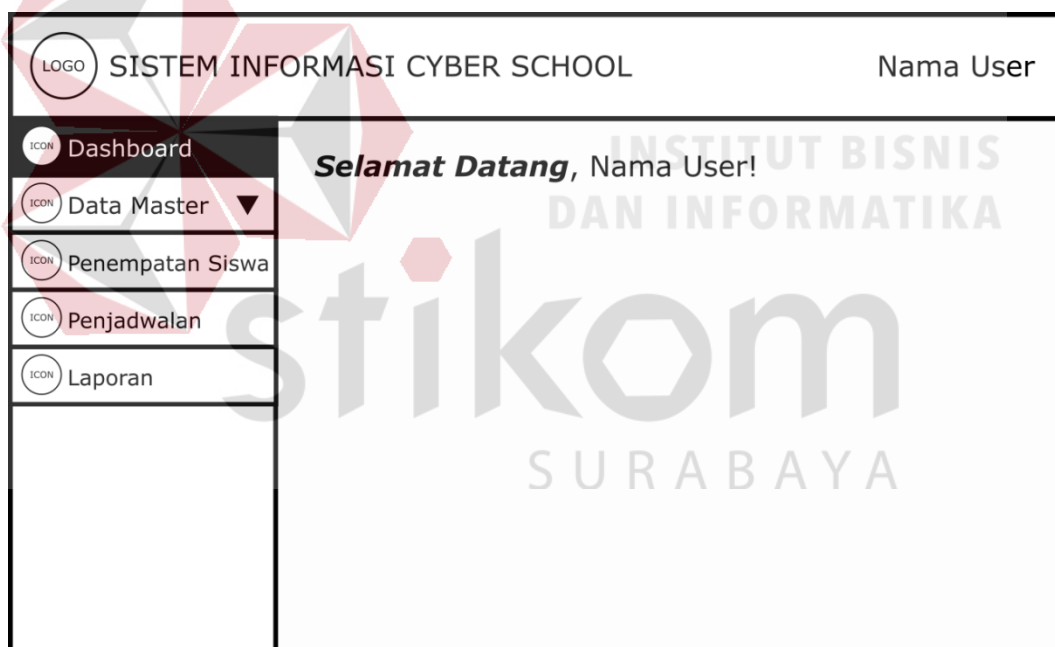 LOGO SISTEM INFORMASI CYBER SCHOOL Nama User
ICON Dashboard
Selamat Datang, Nama User!
ICON Data Master
ICON Penempatan Siswa
ICON Penjadwalan
ICON Laporan
INSTITUT BISNIS
DAN INFORMATIKA
stikom
SURABAYA